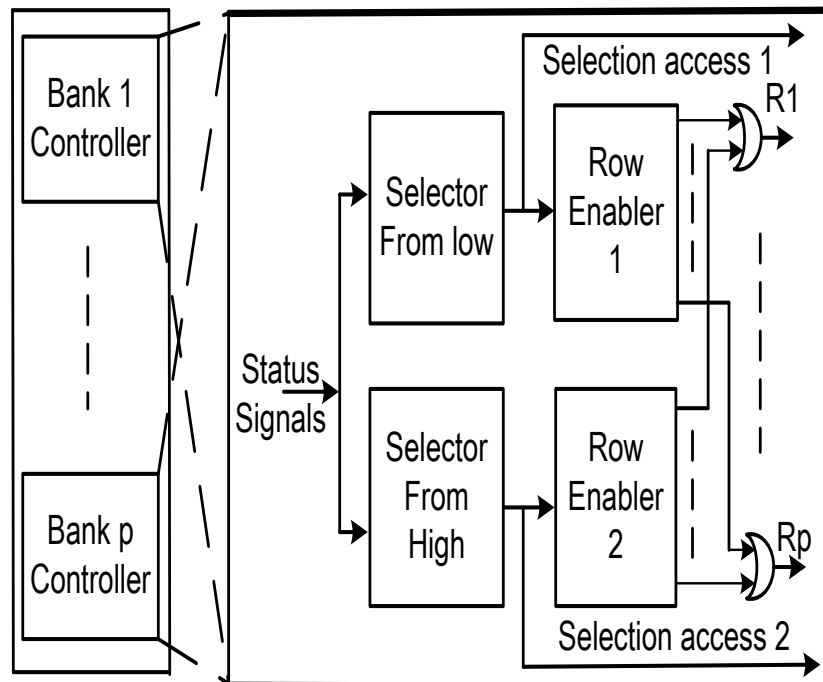 Bank 1
Controller
Bank p
Controller
Status
Signals
Selector
From low
Selector
From
High
Row
Enabler
1
Row
Enabler
2
Selection access 1
R1
Rp
Selection access 2